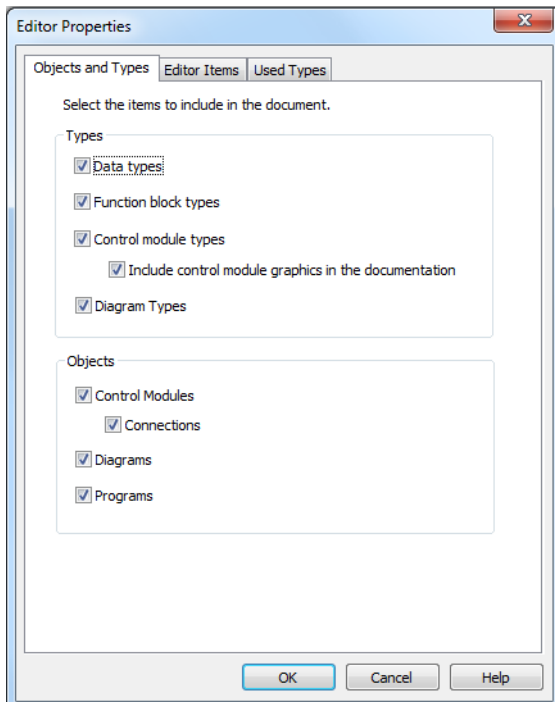 Editor Properties
Objects and Types Editor Items Used Types
Select the items to include in the document.
Types
Data types
Function block types
Control module types
Include control module graphics in the documentation
Diagram Types
Objects
Control Modules
Connections
Diagrams
Programs
OK Cancel Help